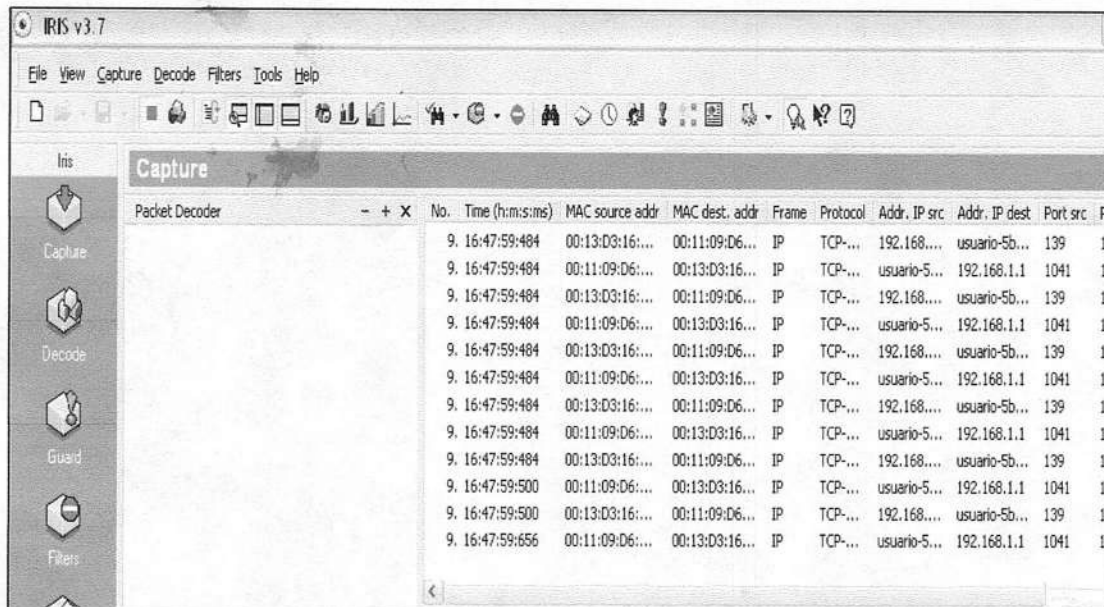 IRIS v3.7
File View Capture Decode Filters Tools Help
Iris
Capture
Packet Decoder - + X
No. Time (h:m:s:ms) MAC source addr MAC dest. addr Frame Protocol Addr. IP src Addr. IP dest Port src P
9. 16:47:59:484 00:13:D3:16:... 00:11:09:D6... IP TCP-... 192.168.... usuario-5b... 139 1
9. 16:47:59:484 00:11:09:D6:... 00:13:D3:16... IP TCP-... usuario-5... 192.168.1.1 1041 1
9. 16:47:59:484 00:13:D3:16:... 00:11:09:D6... IP TCP-... 192.168.... usuario-5b... 139 1
9. 16:47:59:484 00:11:09:D6:... 00:13:D3:16... IP TCP-... usuario-5... 192.168.1.1 1041 1
9. 16:47:59:484 00:13:D3:16:... 00:11:09:D6... IP TCP-... 192.168.... usuario-5b... 139 1
9. 16:47:59:484 00:11:09:D6:... 00:13:D3:16... IP TCP-... usuario-5... 192.168.1.1 1041 1
9. 16:47:59:484 00:13:D3:16:... 00:11:09:D6... IP TCP-... 192.168.... usuario-5b... 139 1
9. 16:47:59:484 00:11:09:D6:... 00:13:D3:16... IP TCP-... usuario-5... 192.168.1.1 1041 1
9. 16:47:59:484 00:13:D3:16:... 00:11:09:D6... IP TCP-... 192.168.... usuario-5b... 139 1
9. 16:47:59:500 00:11:09:D6:... 00:13:D3:16... IP TCP-... usuario-5... 192.168.1.1 1041 1
9. 16:47:59:500 00:13:D3:16:... 00:11:09:D6... IP TCP-... 192.168.... usuario-5b... 139 1
9. 16:47:59:656 00:11:09:D6:... 00:13:D3:16... IP TCP-... usuario-5... 192.168.1.1 1041 1
Capture
Decode
Guard
Filters